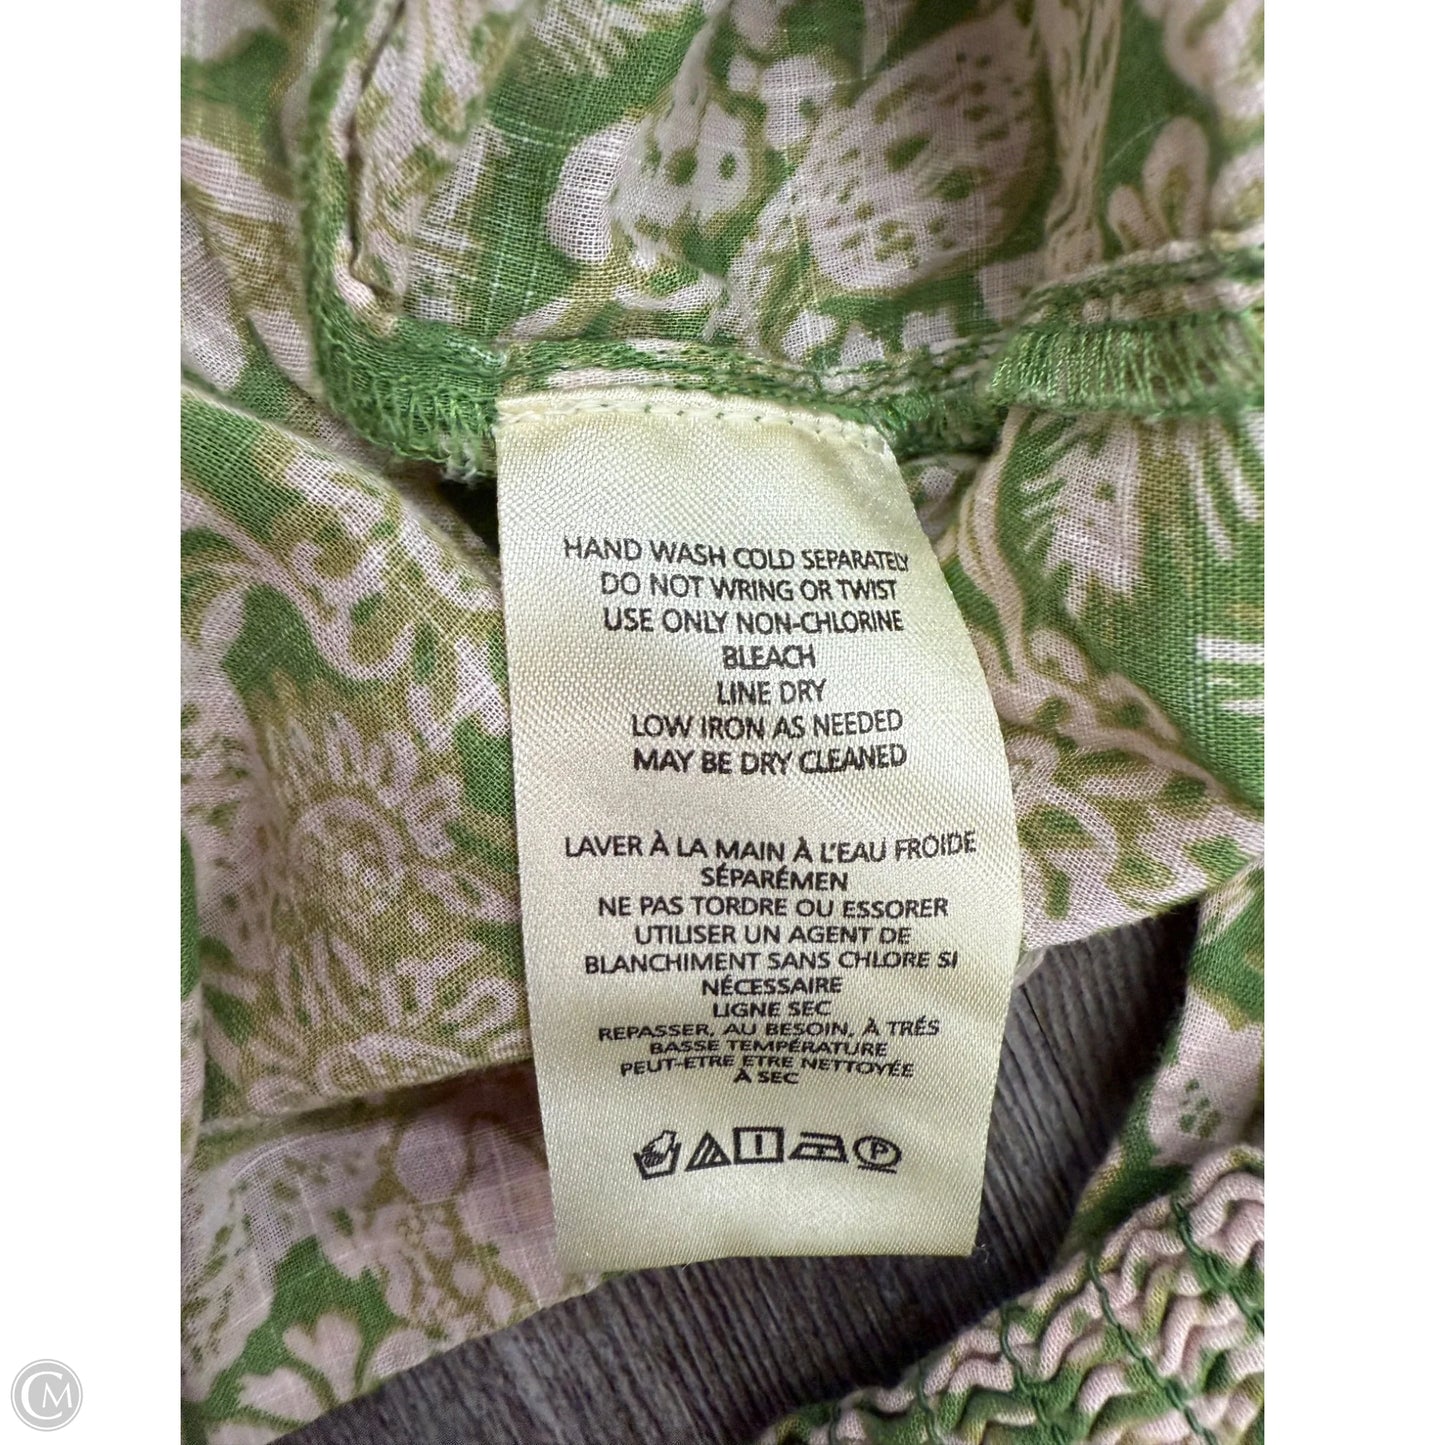 HAND WASH COLD SEPARATELY
DO NOT WRING OR TWIST
USE ONLY NON-CHLORINE
BLEACH
LINE DRY
LOW IRON AS NEEDED
MAY BE DRY CLEANED
LAVER À LA MAIN À L'EAU FROIDE
SÉPARÉMEN
NE PAS TORDRE OU ESSORER
UTILISER UN AGENT DE
BLANCHIMENT SANS CHLORE SI
NÉCESSAIRE
LIGNE SEC
REPASSER, AU BESOIN, À TRÉS
BASSE TEMPÉRATURE
PEUT-ETRE ETRE NETTOYÉE
À SEC
P
CM